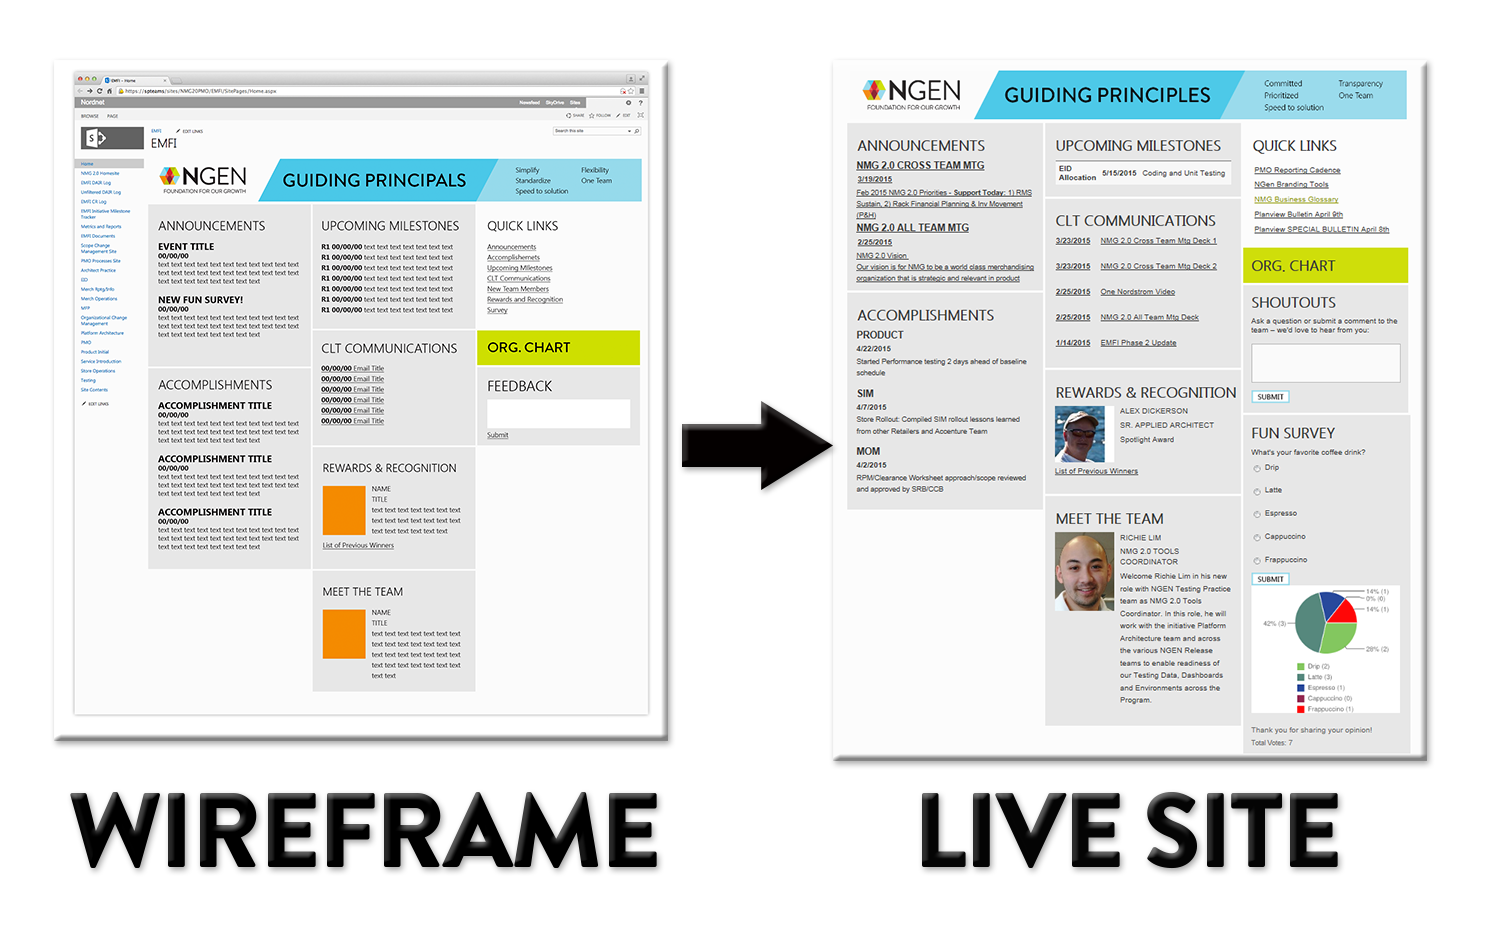 EMFI - Home
https://spteams/sites/NMG20PMO/EMFI/SitePages/Home.aspx
Nordnet
Newsfeed SkyDrive Sites
BROWSE PAGE
SHARE FOLLOW EDIT
EMFI EDIT LINKS
EMFI
Search this site
Home
NMG 2.0 Homesite
EMFI DAIR Log
Unfiltered DAIR Log
EMFI CR Log
EMFI Initiative Milestone
Tracker
Metrics and Reports
EMFI Documents
Scope Change
Management Site
PMO Processes Site
Architect Practice
EID
Merch Rptg/Info
Merch Operations
MFP
Organizational Change
Management
Platform Architecture
PMO
Product Initial
Service Introduction
Store Operations
Testing
Site Contents
EDIT LINKS
NGEN
FOUNDATION FOR OUR GROWTH
GUIDING PRINCIPALS
Simplify
Standardize
Speed to solution
Flexibility
One Team
ANNOUNCEMENTS
EVENT TITLE
00/00/00
text text text text text text text text text
text text text text text text text text text
text text text text text text text
NEW FUN SURVEY!
00/00/00
text text text text text text text text text
text text text text text text text text text
text text text text text text text
ACCOMPLISHMENTS
ACCOMPLISHMENT TITLE
00/00/00
text text text text text text text text text
text text text text text text text text text
text text text text text text text
ACCOMPLISHMENT TITLE
00/00/00
text text text text text text text text text
text text text text text text text text text
text text text text text text text
ACCOMPLISHMENT TITLE
00/00/00
text text text text text text text text text
text text text text text text text text text
text text text text text text text
UPCOMING MILESTONES
R1 00/00/00 text text text text text text text
R1 00/00/00 text text text text text text text
R1 00/00/00 text text text text text text text
R1 00/00/00 text text text text text text text
R1 00/00/00 text text text text text text text
R1 00/00/00 text text text text text text text
R1 00/00/00 text text text text text text text
CLT COMMUNICATIONS
00/00/00 Email Title
00/00/00 Email Title
00/00/00 Email Title
00/00/00 Email Title
00/00/00 Email Title
00/00/00 Email Title
REWARDS & RECOGNITION
NAME
TITLE
text text text text text text text
text text text text text text text
text text text text text text text
List of Previous Winners
MEET THE TEAM
NAME
TITLE
text text text text text text text
text text text text text text text
text text text text text text text
text text text text text text text
text text
QUICK LINKS
Announcements
Accomplishemets
Upcoming Milestones
CLT Communications
New Team Members
Rewards and Recognition
Survey
ORG. CHART
FEEDBACK
Submit
WIREFRAME
NGEN
FOUNDATION FOR OUR GROWTH
GUIDING PRINCIPLES
Committed
Prioritized
Speed to solution
Transparency
One Team
ANNOUNCEMENTS
NMG 2.0 CROSS TEAM MTG
3/19/2015
Feb 2015 NMG 2.0 Priorities - Support Today: 1) RMS
Sustain, 2) Rack Financial Planning & Inv Movement
(P&H)
NMG 2.0 ALL TEAM MTG
2/25/2015
NMG 2.0 Vision
Our vision is for NMG to be a world class merchandising
organization that is strategic and relevant in product
ACCOMPLISHMENTS
PRODUCT
4/22/2015
Started Performance testing 2 days ahead of baseline
schedule
SIM
4/7/2015
Store Rollout: Compiled SIM rollout lessons learned
from other Retailers and Accenture Team
MOM
4/2/2015
RPM/Clearance Worksheet approach/scope reviewed
and approved by SRB/CCB
UPCOMING MILESTONES
EID
Allocation 5/15/2015 Coding and Unit Testing
CLT COMMUNICATIONS
3/23/2015 NMG 2.0 Cross Team Mtg Deck 1
3/23/2015 NMG 2.0 Cross Team Mtg Deck 2
2/25/2015 One Nordstrom Video
2/25/2015 NMG 2.0 All Team Mtg Deck
1/14/2015 EMFI Phase 2 Update
REWARDS & RECOGNITION
ALEX DICKERSON
SR. APPLIED ARCHITECT
Spotlight Award
List of Previous Winners
MEET THE TEAM
RICHIE LIM
NMG 2.0 TOOLS
COORDINATOR
Welcome Richie Lim in his new
role with NGEN Testing Practice
team as NMG 2.0 Tools
Coordinator. In this role, he will
work with the initiative Platform
Architecture team and across
the various NGEN Release
teams to enable readiness of
our Testing Data, Dashboards
and Environments across the
Program.
QUICK LINKS
PMO Reporting Cadence
NGen Branding Tools
NMG Business Glossary
Planview Bulletin April 9th
Planview SPECIAL BULLETIN April 8th
ORG. CHART
SHOUTOUTS
Ask a question or submit a comment to the
team – we'd love to hear from you:
SUBMIT
FUN SURVEY
What's your favorite coffee drink?
Drip
Latte
Espresso
Cappuccino
Frappuccino
SUBMIT
14% (1)
0% (0)
14% (1)
42% (3)
28% (2)
Drip (2)
Latte (3)
Espresso (1)
Cappuccino (0)
Frappuccino (1)
Thank you for sharing your opinion!
Total Votes: 7
LIVE SITE